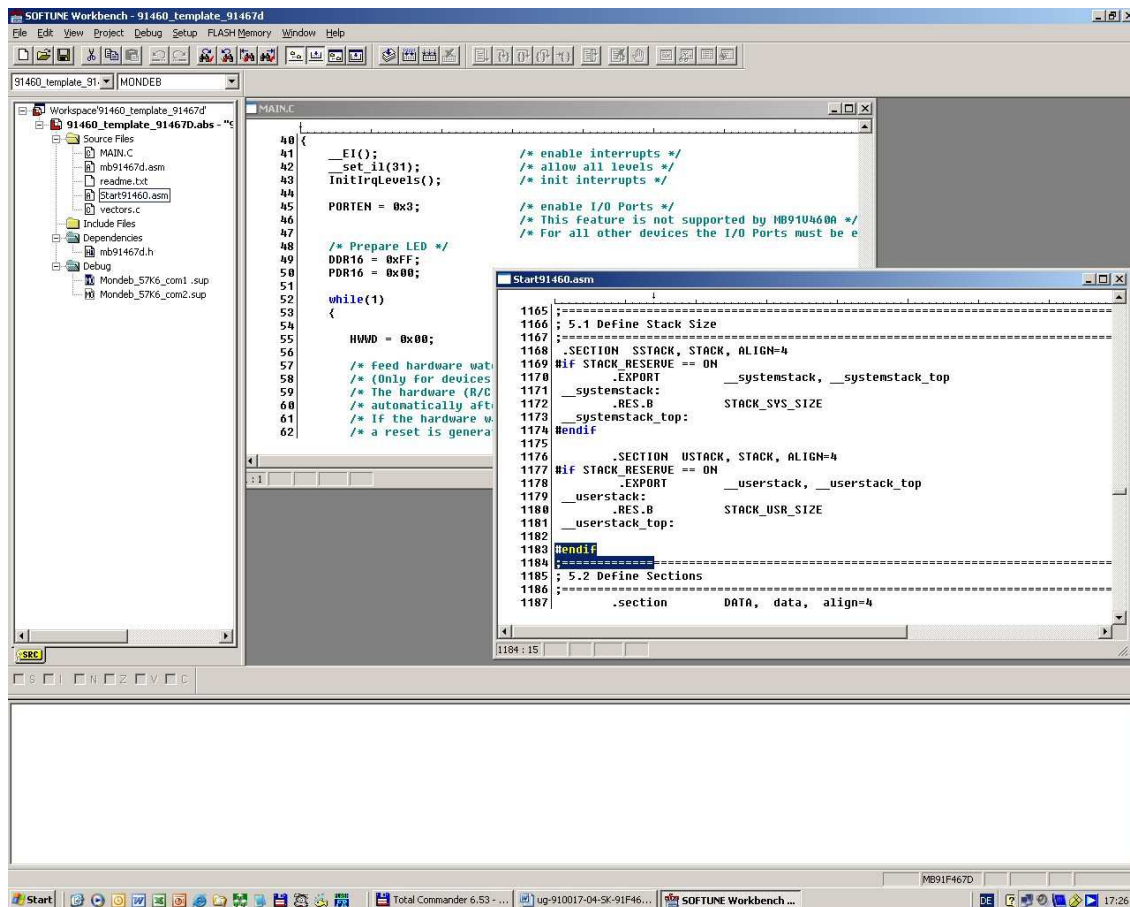 SOFTUNE Workbench - 91460_template_91467d
File Edit View Project Debug Setup FLASH Memory Window Help
91460_template_91- MONDEB
Workspace'91460_template_91467d'
91460_template_91467D.abs - "9
Source Files
MAIN.C
mb91467d.asm
readme.txt
Start91460.asm
vectors.c
Include Files
Dependencies
mb91467d.h
Debug
Mondeb_57K6_com1 .sup
Mondeb_57K6_com2.sup
SRC
MAIN.C
40 {
41 __EI(); /* enable interrupts */
42 __set_il(31); /* allow all levels */
43 InitIrqLevels(); /* init interrupts */
44
45 PORTEN = 0x3; /* enable I/O Ports */
46 /* This feature is not supported by MB91V460A */
47 /* For all other devices the I/O Ports must be e
48 /* Prepare LED */
49 DDR16 = 0xFF;
50 PDR16 = 0x00;
51
52 while(1)
53 {
54
55 HWWD = 0x00;
56
57 /* feed hardware wat
58 /* (Only for devices
59 /* The hardware (R/C
60 /* automatically afte
61 /* If the hardware w
62 /* a reset is genera
:1
Start91460.asm
1165 ;====================================================================
1166 ; 5.1 Define Stack Size
1167 ;====================================================================
1168 .SECTION SSTACK, STACK, ALIGN=4
1169 #if STACK_RESERVE == ON
1170 .EXPORT __systemstack, __systemstack_top
1171 __systemstack:
1172 .RES.B STACK_SYS_SIZE
1173 __systemstack_top:
1174 #endif
1175
1176 .SECTION USTACK, STACK, ALIGN=4
1177 #if STACK_RESERVE == ON
1178 .EXPORT __userstack, __userstack_top
1179 __userstack:
1180 .RES.B STACK_USR_SIZE
1181 __userstack_top:
1182
1183 #endif
1184 ;====================================================================
1185 ; 5.2 Define Sections
1186 ;====================================================================
1187 .section DATA, data, align=4
1184 : 15
S I N Z V C
MB91F467D
Start Total Commander 6.53 - ... ug-910017-04-SK-91F46... SOFTUNE Workbench ... DE 17:26